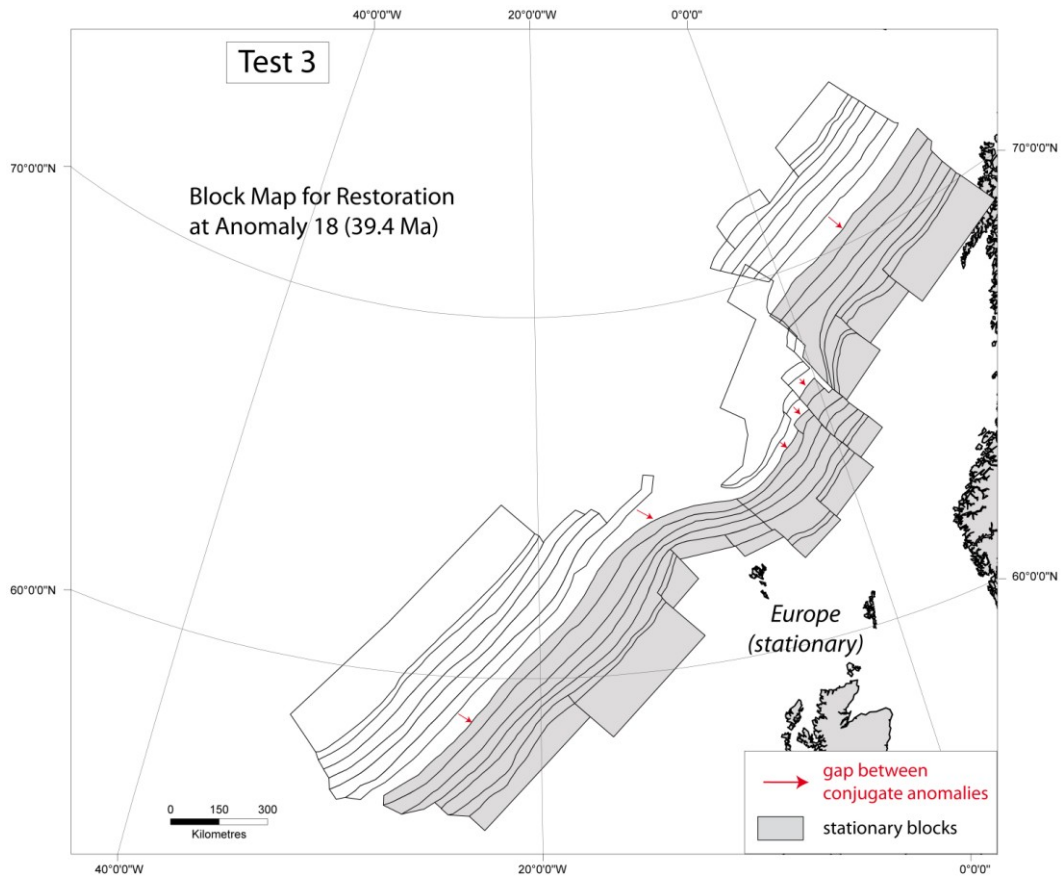 40°0'0"W 20°0'0"W 0°0'0"
Test 3
70°0'0"N 70°0'0"N
Block Map for Restoration
at Anomaly 18 (39.4 Ma)
60°0'0"N 60°0'0"N
Europe
(stationary)
gap between
conjugate anomalies
stationary blocks
0 150 300
Kilometres
40°0'0"W 20°0'0"W 0°0'0"